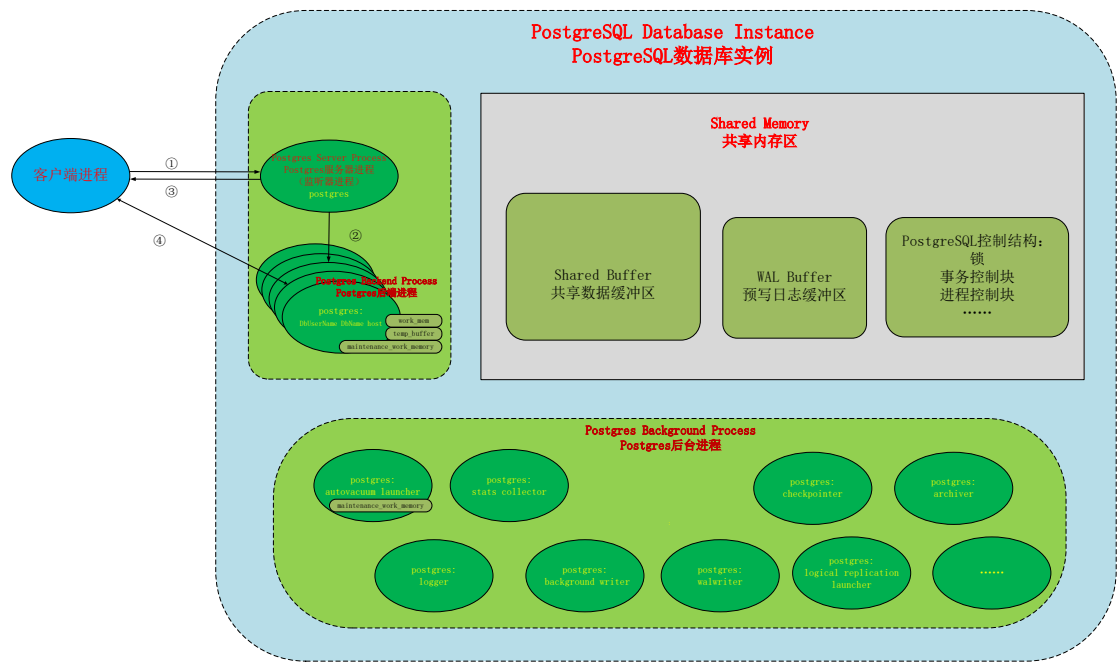 PostgreSQL Database Instance
PostgreSQL数据库实例
客户端进程
①
③
④
②
Postgres Server Process
Postgres服务器进程
(监听器进程)
postgres
Postgres Backend Process
Postgres后端进程
postgres:
DbUserName DbName host
work_mem
temp_buffer
maintenance_work_memory
Shared Memory
共享内存区
Shared Buffer
共享数据缓冲区
WAL Buffer
预写日志缓冲区
PostgreSQL控制结构:
锁
事务控制块
进程控制块
……
Postgres Background Process
Postgres后台进程
postgres:
autovacuum launcher
maintenance_work_memory
postgres:
stats collector
postgres:
checkpointer
postgres:
archiver
postgres:
logger
postgres:
background writer
postgres:
walwriter
postgres:
logical replication
launcher
……